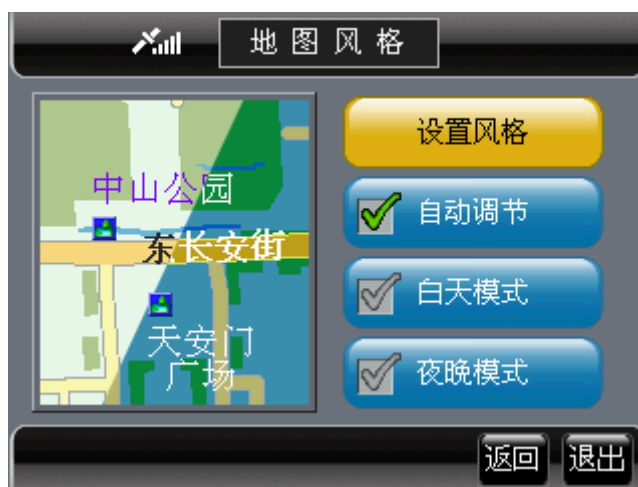 地图风格
设置风格
中山公园
自动调节
东长安街
白天模式
天安门
广场
夜晚模式
返回 退出